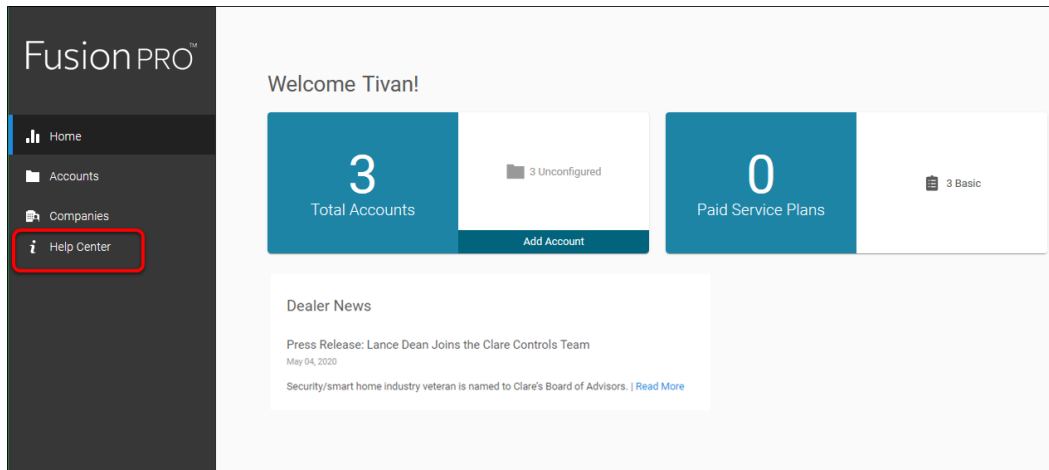 Fusion PRO™
Home
Accounts
Companies
Help Center
Welcome Tivan!
3
Total Accounts
3 Unconfigured
Add Account
0
Paid Service Plans
3 Basic
Dealer News
Press Release: Lance Dean Joins the Clare Controls Team
May 04, 2020
Security/smart home industry veteran is named to Clare's Board of Advisors. | Read More